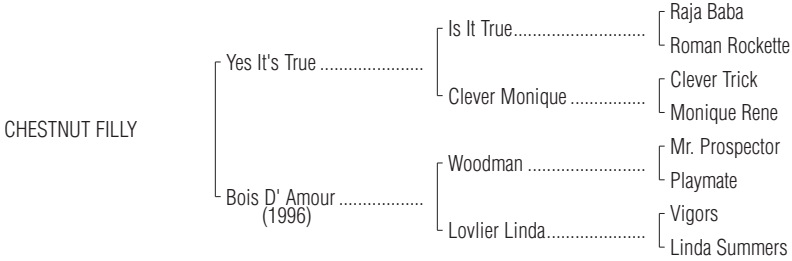 Raja Baba
Is It True............................
Roman Rockette
Yes It's True ......................
Clever Trick
Clever Monique ................
Monique Rene
CHESTNUT FILLY
Mr. Prospector
Woodman .........................
Playmate
Bois D' Amour ..................
(1996)
Vigors
Lovlier Linda.....................
Linda Summers